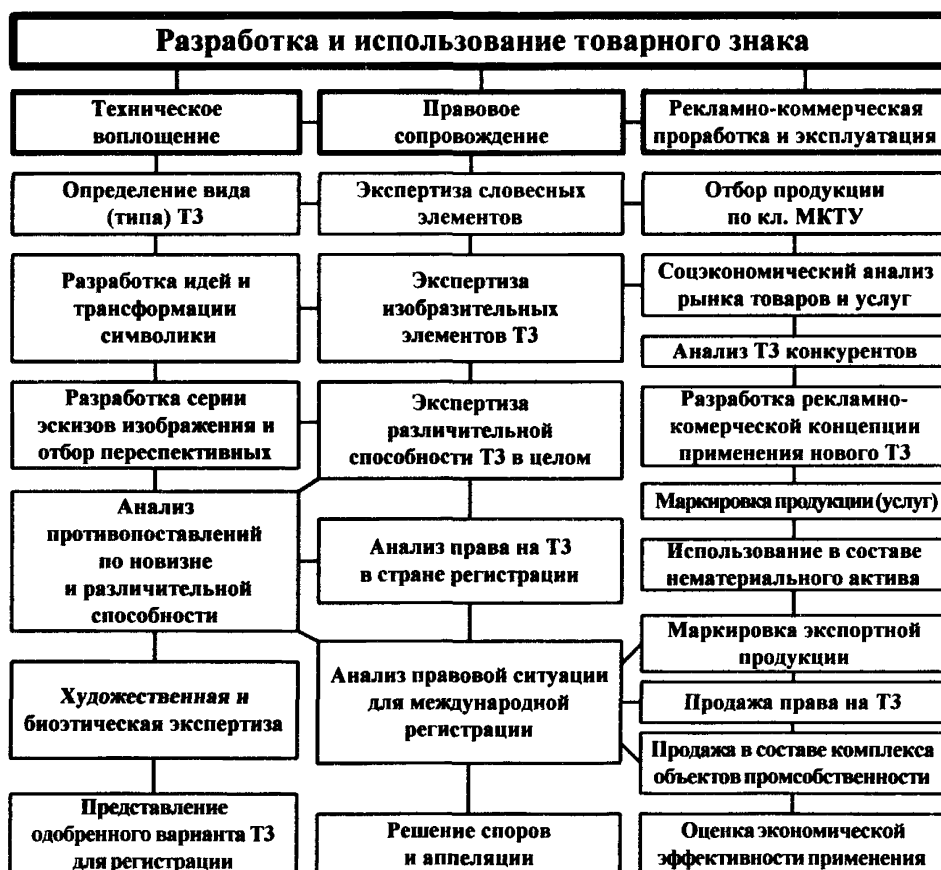 Разработка и использование товарного знака
Техническое
воплощение
Правовое
сопровождение
Рекламно-коммерческая
проработка и эксплуатация
Определение вида
(типа) ТЗ
Экспертиза словесных
элементов
Отбор продукции
по кл. МКТУ
Разработка идей и
трансформации
символики
Экспертиза
изобразительных
элементов ТЗ
Соцэкономический анализ
рынка товаров и услуг
Анализ ТЗ конкурентов
Разработка серии
эскизов изображения и
отбор переспективных
Экспертиза
различительной
способности ТЗ в целом
Разработка рекламно-
комерческой концепции
применения нового ТЗ
Маркировка продукции (услуг)
Анализ
противопоставлений
по новизне
и различительной
способности
Анализ права на ТЗ
в стране регистрации
Использование в составе
нематериального актива
Маркировка экспортной
продукции
Художественная и
биоэтическая экспертиза
Анализ правовой ситуации
для международной
регистрации
Продажа права на ТЗ
Продажа в составе комплекса
объектов промсобственности
Представление
одобренного варианта ТЗ
для регистрации
Решение споров
и аппеляции
Оценка экономической
эффективности применения